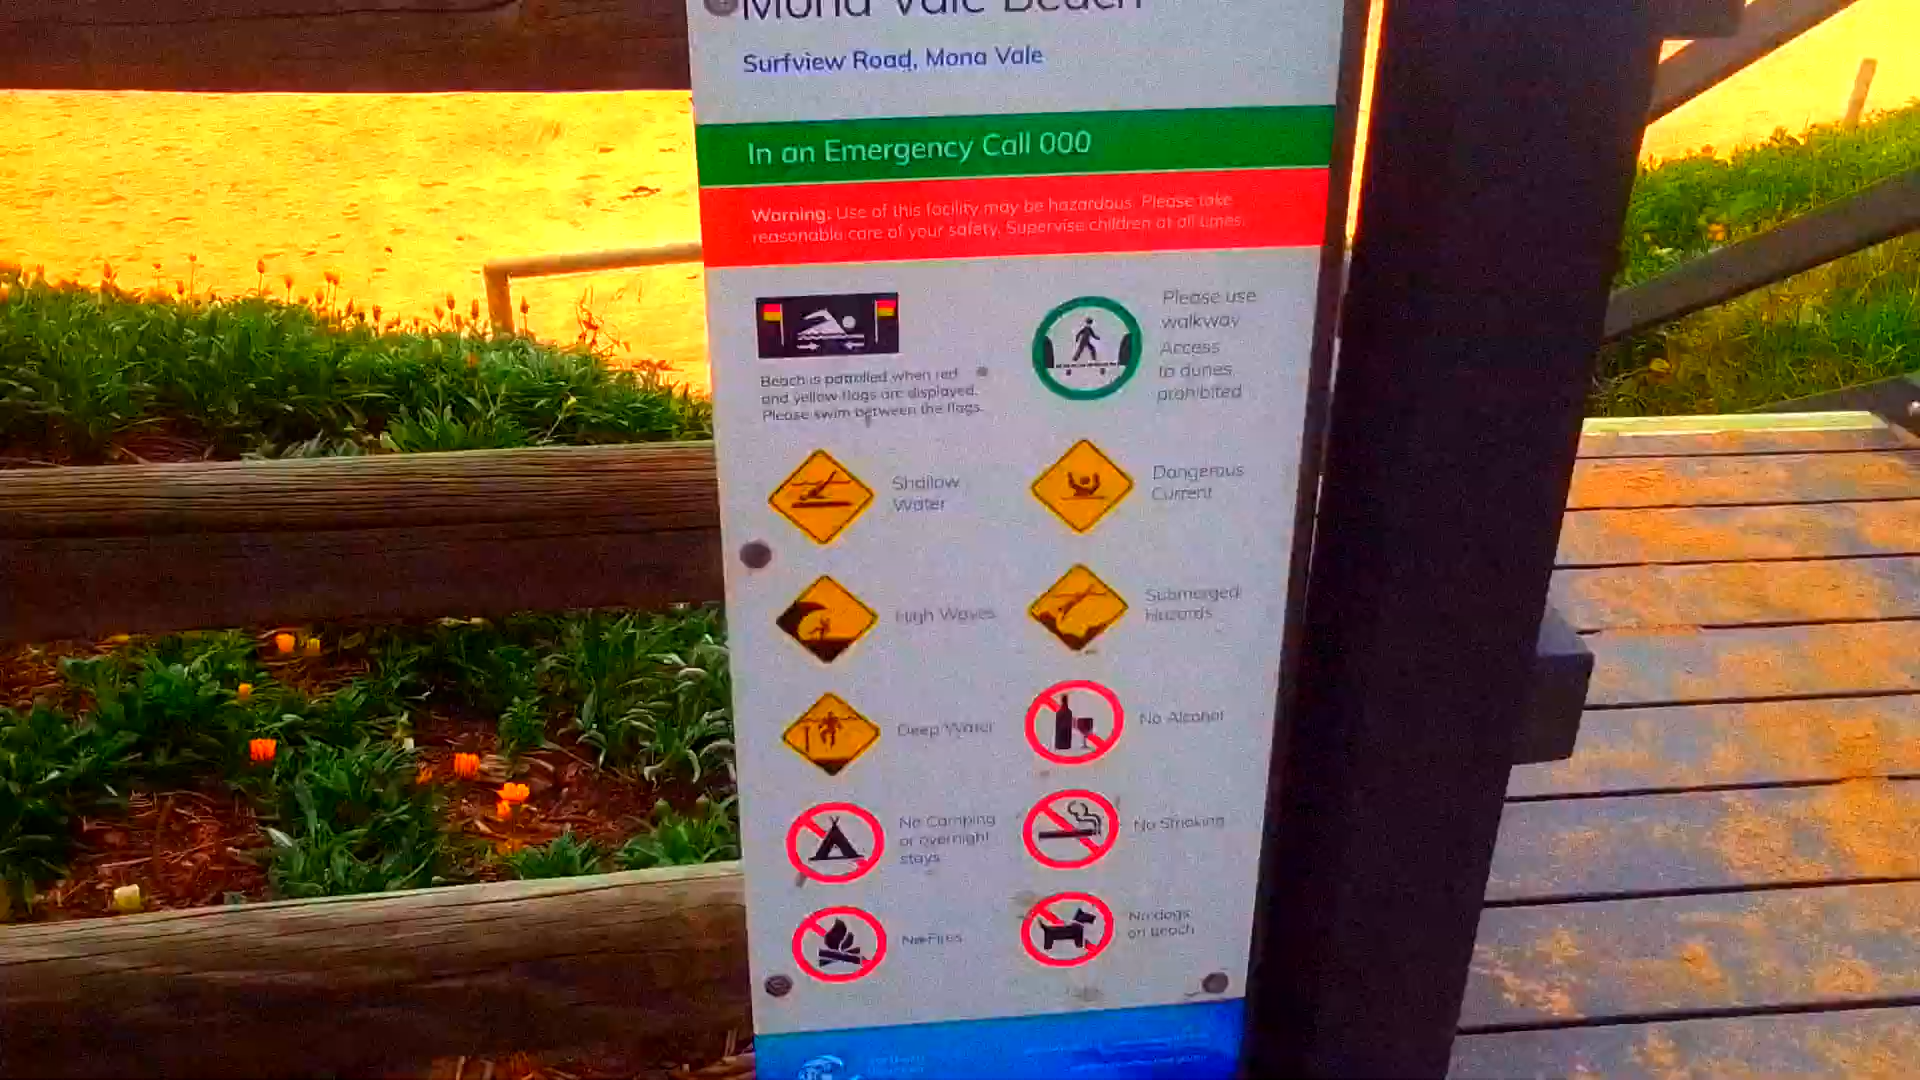 Mona Vale Beach
Surfview Road, Mona Vale
In an Emergency Call 000
Warning. Use of this facility may be hazardous. Please take
reasonable care of your safety. Supervise children at all times.
Beach is patrolled when red
and yellow flags are displayed.
Please swim between the flags.
Please use
walkway
Access
to dunes
prohibited
Shallow
Water
Dangerous
Current
High Waves
Submerged
Hazards
Deep Water
No Alcohol
No Camping
or overnight
stays
No Smoking
No Fires
No dogs
on beach